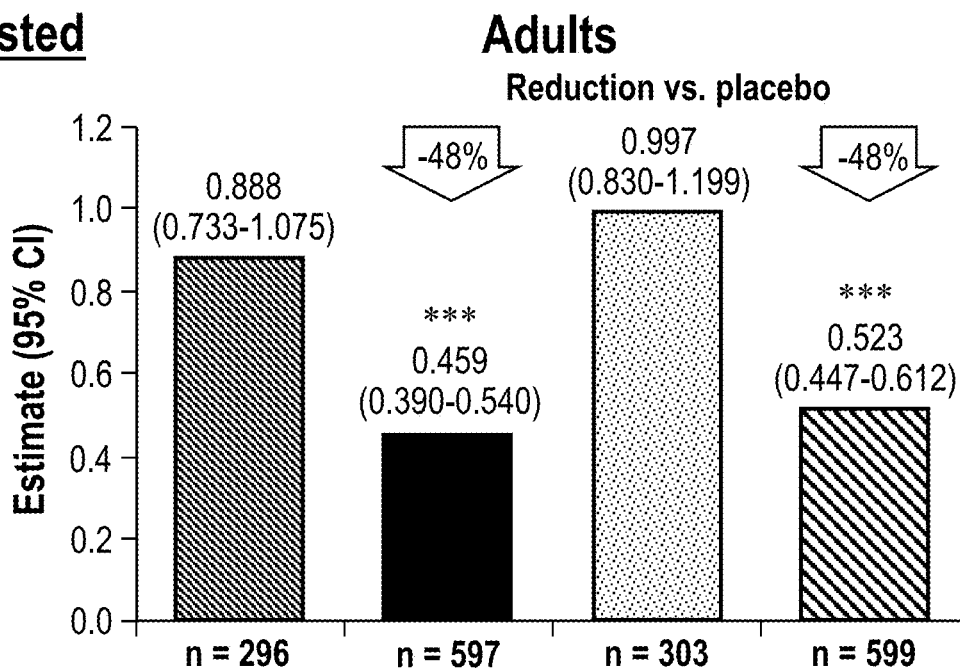 sted
Adults
Reduction vs. placebo
1.2
1.0
0.8
0.6
0.4
0.2
0.0
Estimate (95% CI)
0.888
(0.733-1.075)
-48%
***
0.459
(0.390-0.540)
0.997
(0.830-1.199)
-48%
***
0.523
(0.447-0.612)
n = 296
n = 597
n = 303
n = 599